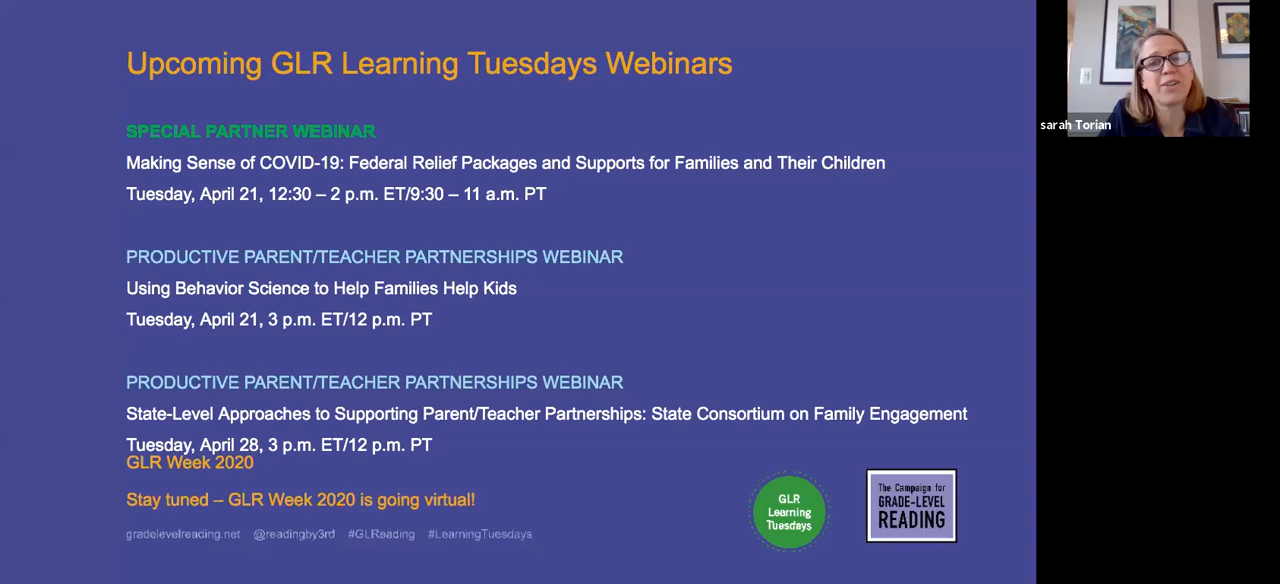 Upcoming GLR Learning Tuesdays Webinars
SPECIAL PARTNER WEBINAR
Making Sense of COVID-19: Federal Relief Packages and Supports for Families and Their Children
Tuesday, April 21, 12:30 – 2 p.m. ET/9:30 – 11 a.m. PT
PRODUCTIVE PARENT/TEACHER PARTNERSHIPS WEBINAR
Using Behavior Science to Help Families Help Kids
Tuesday, April 21, 3 p.m. ET/12 p.m. PT
PRODUCTIVE PARENT/TEACHER PARTNERSHIPS WEBINAR
State-Level Approaches to Supporting Parent/Teacher Partnerships: State Consortium on Family Engagement
Tuesday, April 28, 3 p.m. ET/12 p.m. PT
GLR Week 2020
Stay tuned – GLR Week 2020 is going virtual!
gradelevelreading.net @readingby3rd #GLReading #LearningTuesdays
GLR
Learning
Tuesdays
The Campaign for
GRADE-LEVEL
READING
sarah Torian